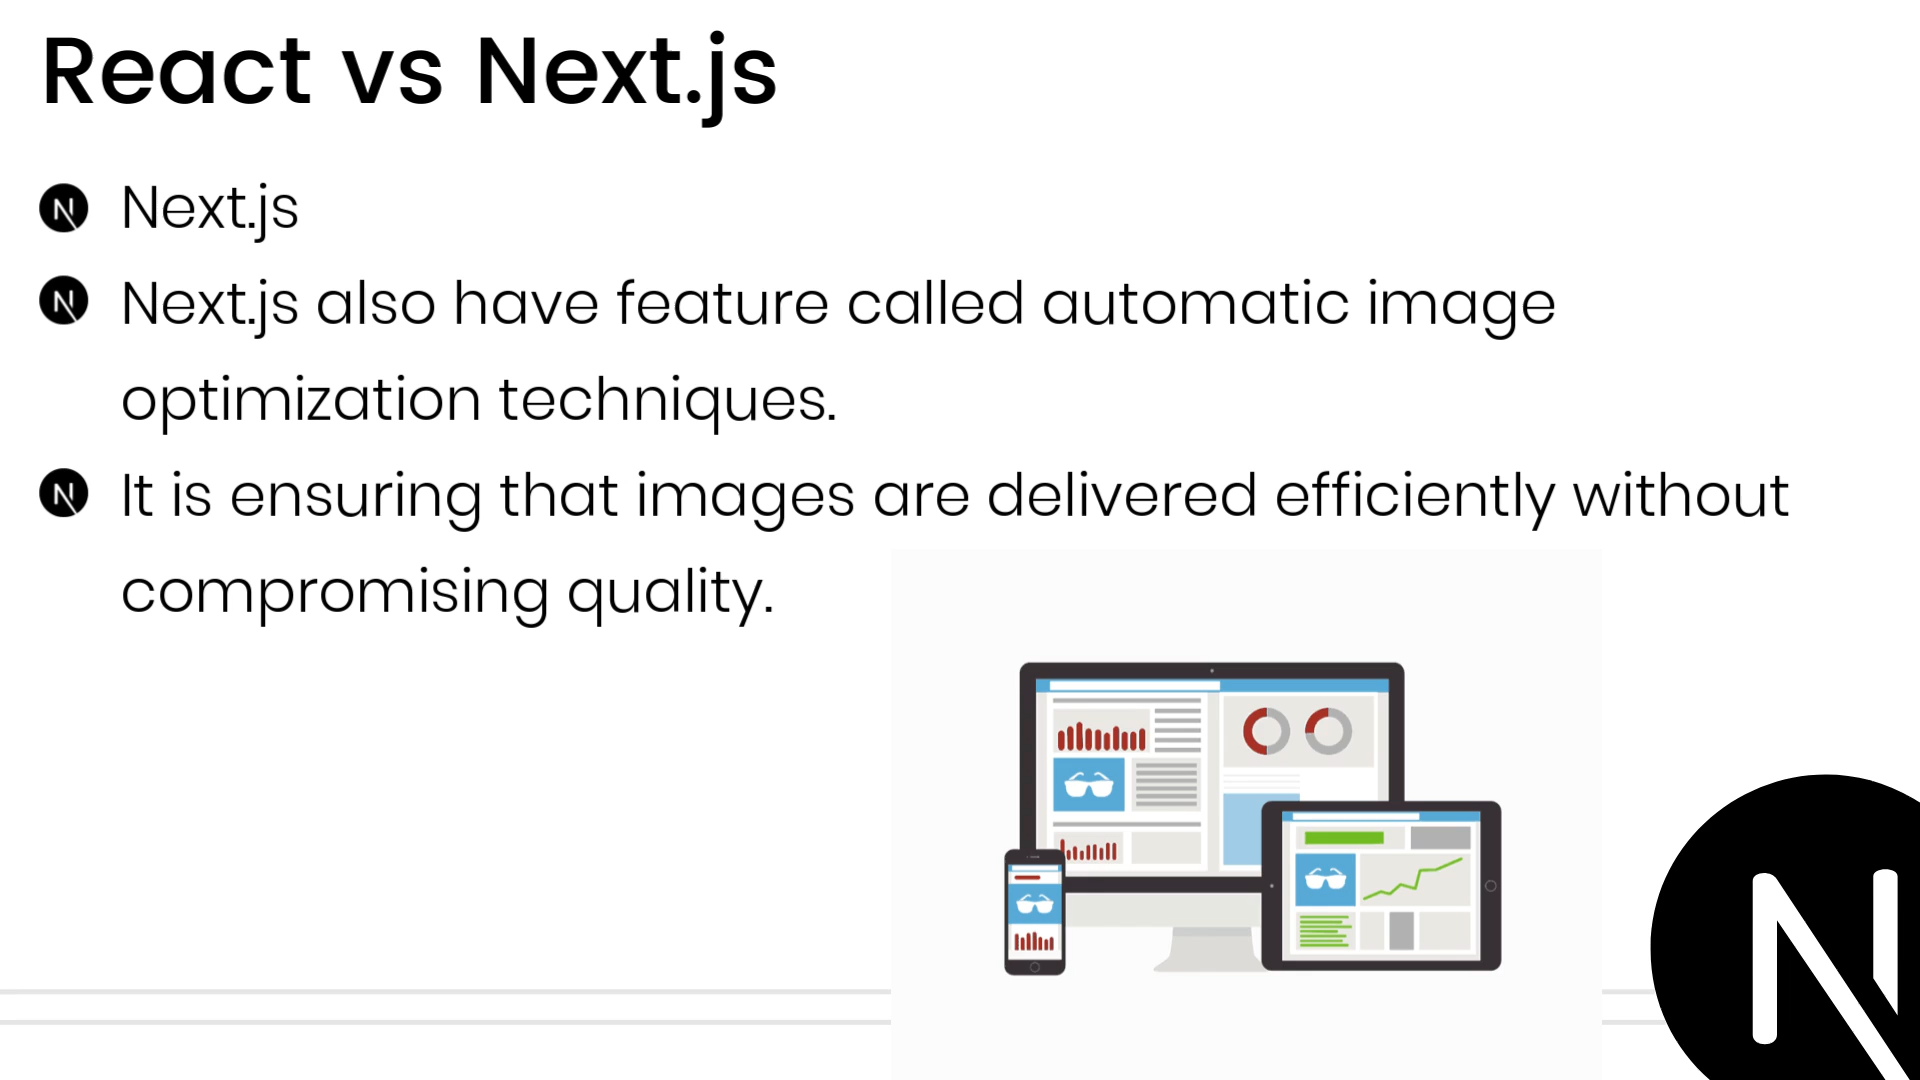 React vs Next.js
Next.js
Next.js also have feature called automatic image
optimization techniques.
It is ensuring that images are delivered efficiently without
compromising quality.